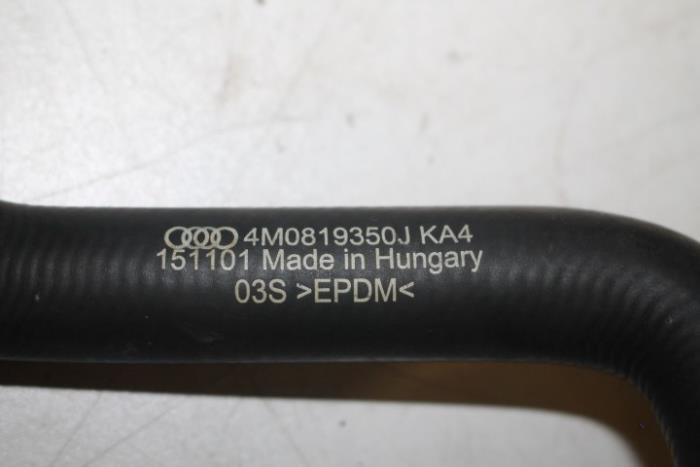 4M0819350J KA4
151101 Made in Hungary
03S >EPDM<